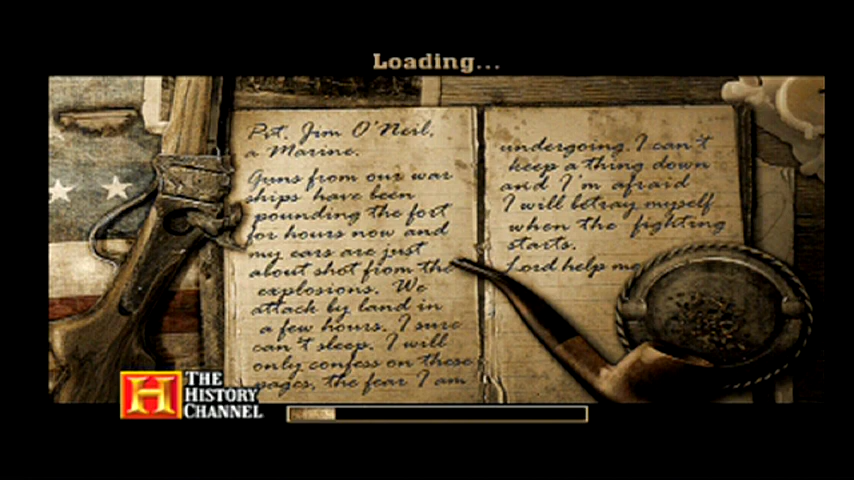 Loading...
Pvt. Jim O'Neil,
a Marine.
Guns from our war
ships have been
pounding the fort
for hours now and
my ears are just
about shot from the
explosions. We
attack by land in
a few hours. I sure
can't sleep. I will
only confess on these
pages, the fear I am
undergoing. I can't
keep a thing down
and I'm afraid
I will betray myself
when the fighting
starts.
Lord help me
THE
HISTORY
CHANNEL
H